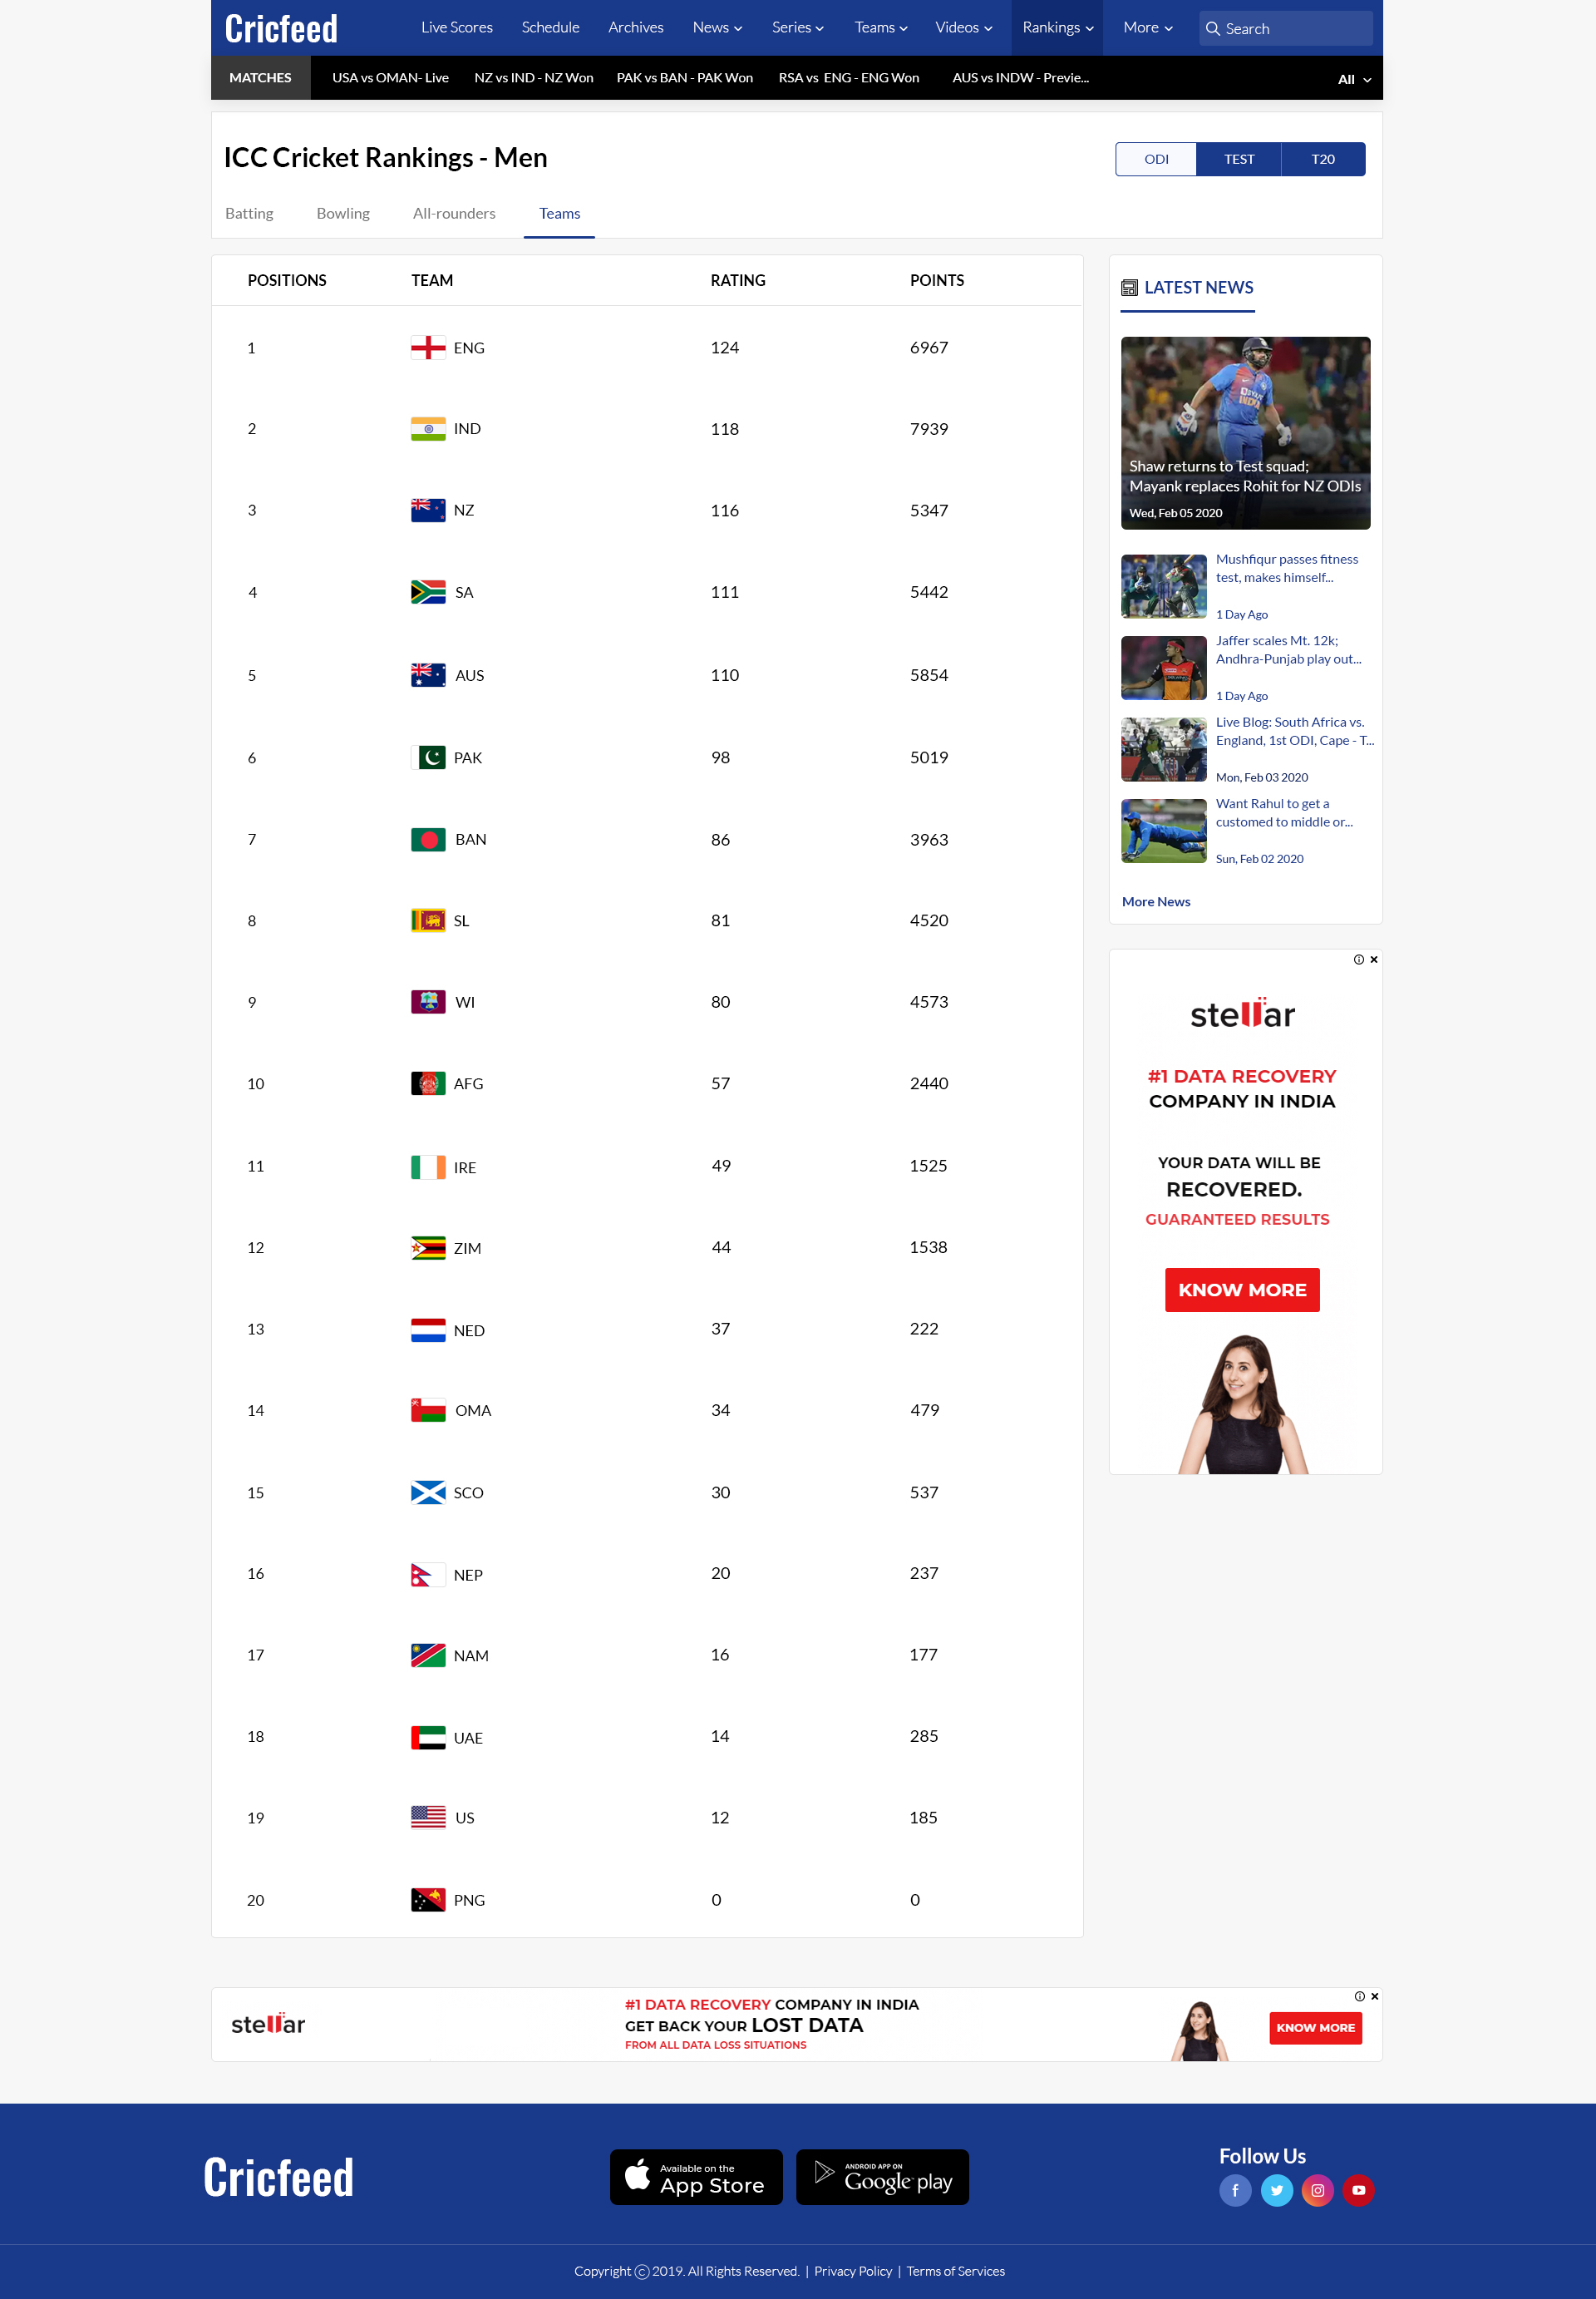 Cricfeed
Live Scores Schedule Archives News Series Teams Videos Rankings More Search
MATCHES USA vs OMAN- Live NZ vs IND - NZ Won PAK vs BAN - PAK Won RSA vs ENG - ENG Won AUS vs INDW - Previe... All
ICC Cricket Rankings - Men
ODI TEST T20
Batting Bowling All-rounders Teams
POSITIONS TEAM RATING POINTS
1 ENG 124 6967
2 IND 118 7939
3 NZ 116 5347
4 SA 111 5442
5 AUS 110 5854
6 PAK 98 5019
7 BAN 86 3963
8 SL 81 4520
9 WI 80 4573
10 AFG 57 2440
11 IRE 49 1525
12 ZIM 44 1538
13 NED 37 222
14 OMA 34 479
15 SCO 30 537
16 NEP 20 237
17 NAM 16 177
18 UAE 14 285
19 US 12 185
20 PNG 0 0
LATEST NEWS
INDIA
Shaw returns to Test squad;
Mayank replaces Rohit for NZ ODIs
Wed, Feb 05 2020
Mushfiqur passes fitness
test, makes himself...
1 Day Ago
Jaffer scales Mt. 12k;
Andhra-Punjab play out...
1 Day Ago
Live Blog: South Africa vs.
England, 1st ODI, Cape - T...
Mon, Feb 03 2020
Want Rahul to get a
customed to middle or...
Sun, Feb 02 2020
More News
stellar
#1 DATA RECOVERY
COMPANY IN INDIA
YOUR DATA WILL BE
RECOVERED.
GUARANTEED RESULTS
KNOW MORE
stellar
#1 DATA RECOVERY COMPANY IN INDIA
GET BACK YOUR LOST DATA
FROM ALL DATA LOSS SITUATIONS
KNOW MORE
Cricfeed
Available on the
App Store
ANDROID APP ON
Google play
Follow Us
Copyright © 2019. All Rights Reserved. | Privacy Policy | Terms of Services